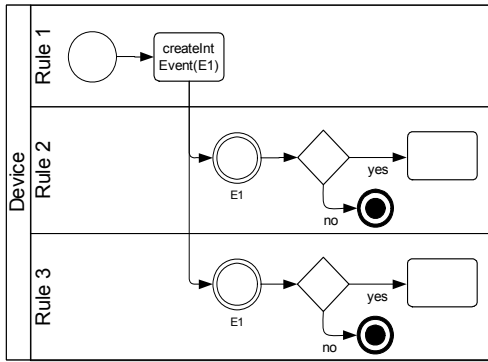 Device
Rule 1
createInt
Event(E1)
Rule 2
E1
yes
no
Rule 3
E1
yes
no